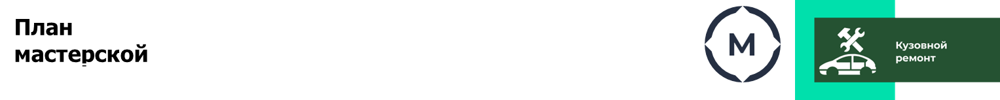 План
мастерской
М
Кузовной
ремонт